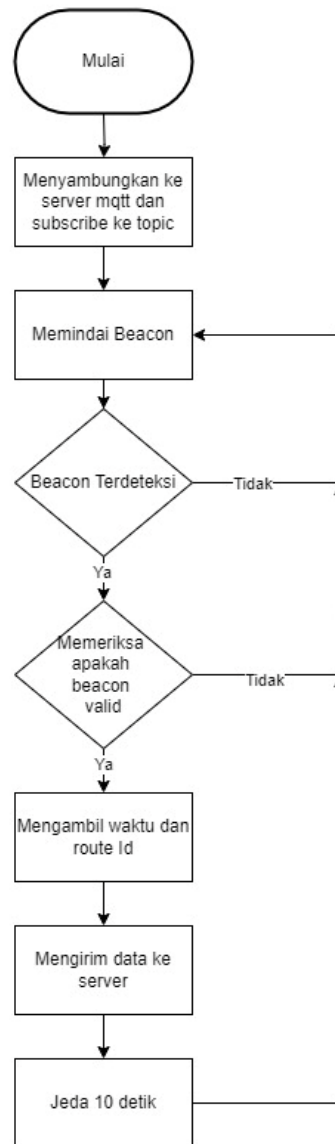 Mulai
Menyambungkan ke
server mqtt dan
subscribe ke topic
Memindai Beacon
Beacon Terdeteksi
Tidak
Ya
Memeriksa
apakah
beacon
valid
Tidak
Ya
Mengambil waktu dan
route Id
Mengirim data ke
server
Jeda 10 detik